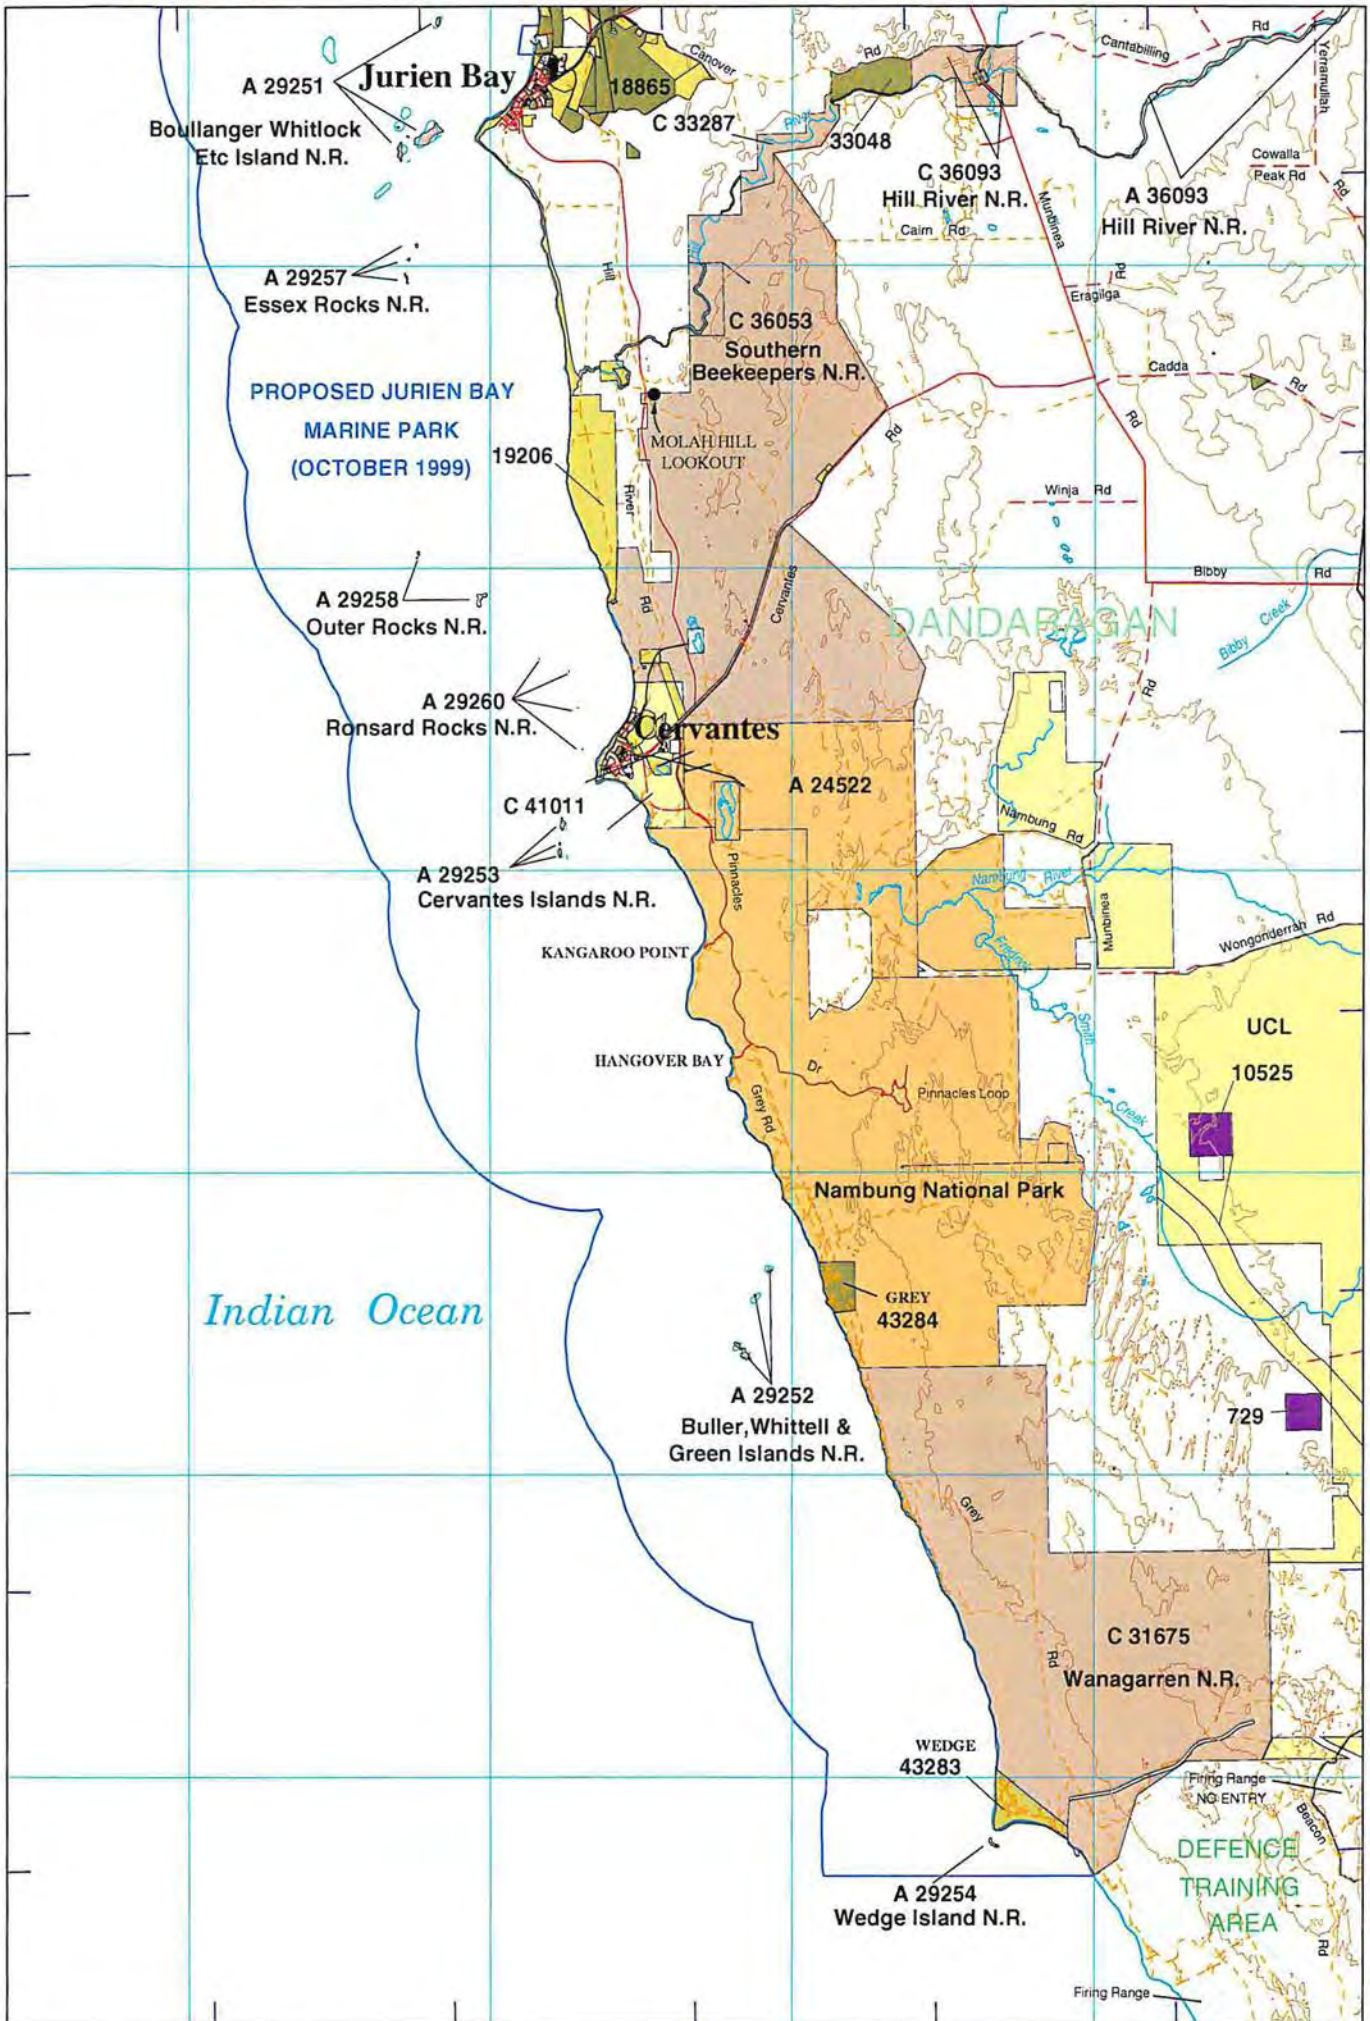 Rd
Cantabilling
Rd
Canover
Yerramullah
Rd
A 29251
Jurien Bay
18865
Boullanger Whitlock
Etc Island N.R.
C 33287
River
33048
C 36093
Hill River N.R.
A 36093
Hill River N.R.
Cowalla
Peak Rd
Munbinea
Rd
Cairn Rd
Hill
River
Rd
A 29257
Essex Rocks N.R.
Eragilga
Rd
C 36053
Southern
Beekeepers N.R.
Cadda
Rd
PROPOSED JURIEN BAY
MARINE PARK
(OCTOBER 1999)
MOLAH HILL
LOOKOUT
19206
Winja Rd
Cervantes
Rd
Bibby
Rd
A 29258
Outer Rocks N.R.
DANDARAGAN
Bibby Creek
Rd
A 29260
Ronsard Rocks N.R.
Cervantes
A 24522
C 41011
Nambung Rd
A 29253
Cervantes Islands N.R.
Pinnacles
Nambung River
Munbinea
Wongonderrah Rd
KANGAROO POINT
Frederick
Smith
Creek
UCL
10525
HANGOVER BAY
Dr
Pinnacles Loop
Grey Rd
Nambung National Park
Indian Ocean
GREY
43284
A 29252
Buller, Whittell &
Green Islands N.R.
729
Grey
Rd
C 31675
Wanagarren N.R.
WEDGE
43283
Firing Range
NO ENTRY
Beacon
Rd
DEFENCE
TRAINING
AREA
A 29254
Wedge Island N.R.
Firing Range